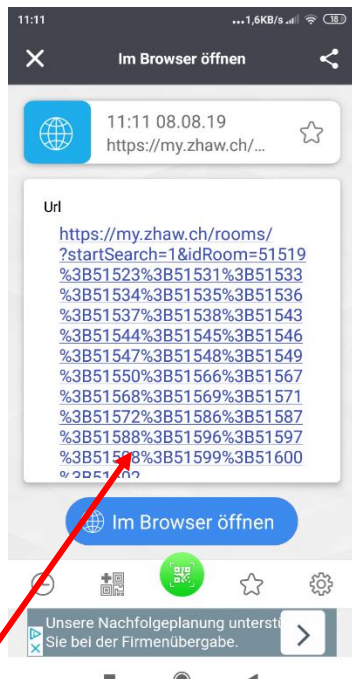 11:11
...1,6KB/s
18
Im Browser öffnen
11:11 08.08.19
https://my.zhaw.ch/...
Url
https://my.zhaw.ch/rooms/
?startSearch=1&idRoom=51519
%3B51523%3B51531%3B51533
%3B51534%3B51535%3B51536
%3B51537%3B51538%3B51543
%3B51544%3B51545%3B51546
%3B51547%3B51548%3B51549
%3B51550%3B51566%3B51567
%3B51568%3B51569%3B51571
%3B51572%3B51586%3B51587
%3B51588%3B51596%3B51597
%3B51598%3B51599%3B51600
Im Browser öffnen
Unsere Nachfolgeplanung unterst
Sie bei der Firmenübergabe.